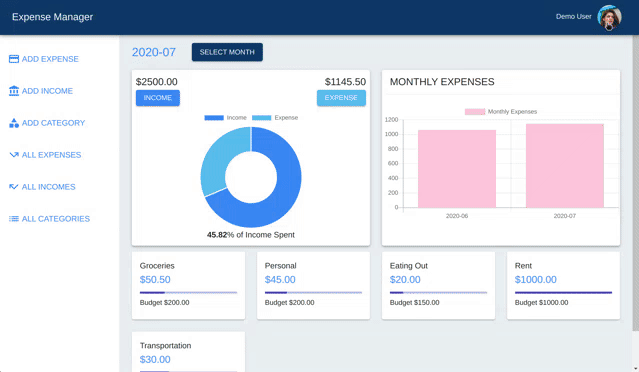 Expense Manager
Demo User
ADD EXPENSE
ADD INCOME
ADD CATEGORY
ALL EXPENSES
ALL INCOMES
ALL CATEGORIES
2020-07
SELECT MONTH
$2500.00
$1145.50
INCOME
EXPENSE
Income
Expense
45.82% of Income Spent
MONTHLY EXPENSES
Monthly Expenses
1200
1000
800
600
400
200
0
2020-06
2020-07
Groceries
$50.50
Budget $200.00
Personal
$45.00
Budget $200.00
Eating Out
$20.00
Budget $150.00
Rent
$1000.00
Budget $1000.00
Transportation
$30.00